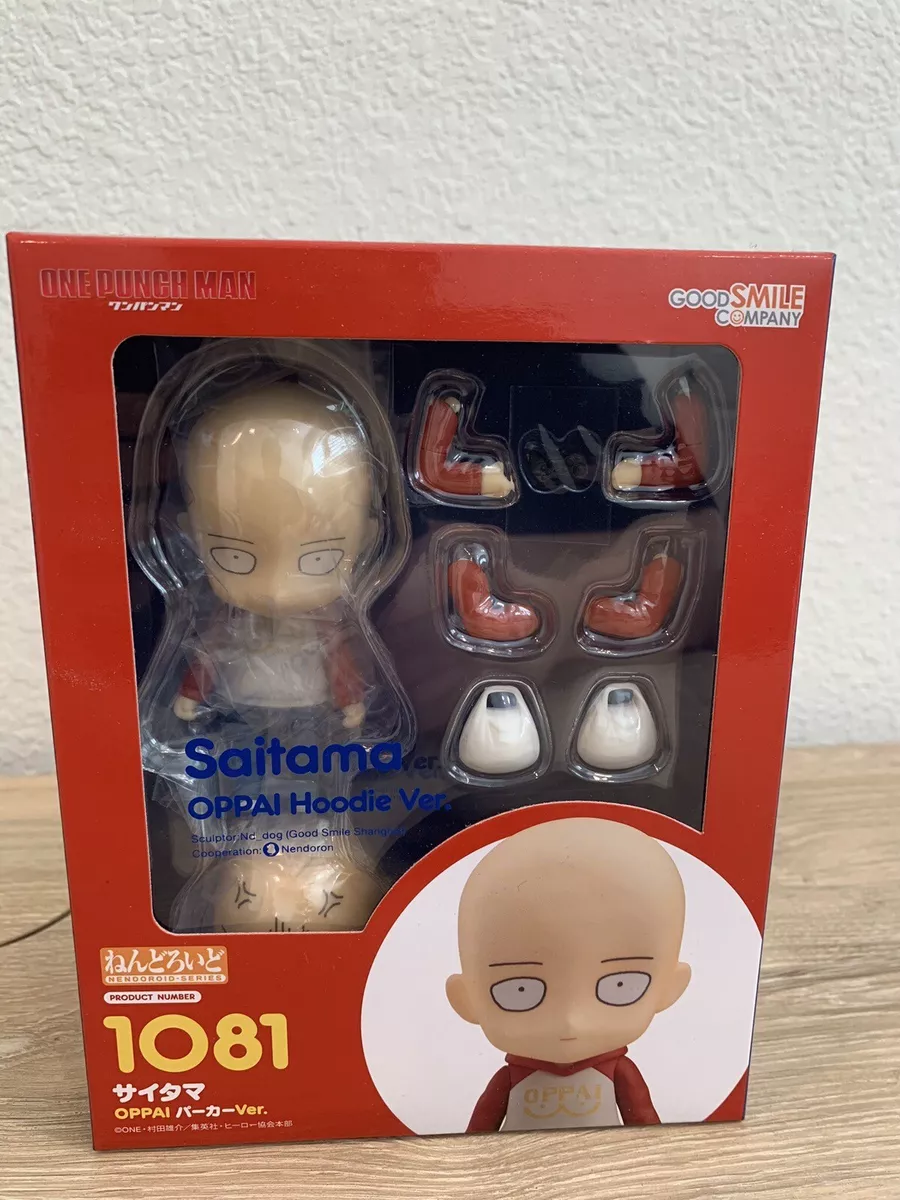 ONE PUNCH MAN
ワンパンマン
GOOD SMILE
COMPANY
Saitama
OPPAI Hoodie Ver.
Sculptor:Nc_dog (Good Smile Shanghai)
Cooperation: Nendoron
ねんどろいど
NENDOROID-SERIES
PRODUCT NUMBER
1081
サイタマ
OPPAI パーカーVer.
©ONE・村田雄介/集英社・ヒーロー協会本部
OPPAI